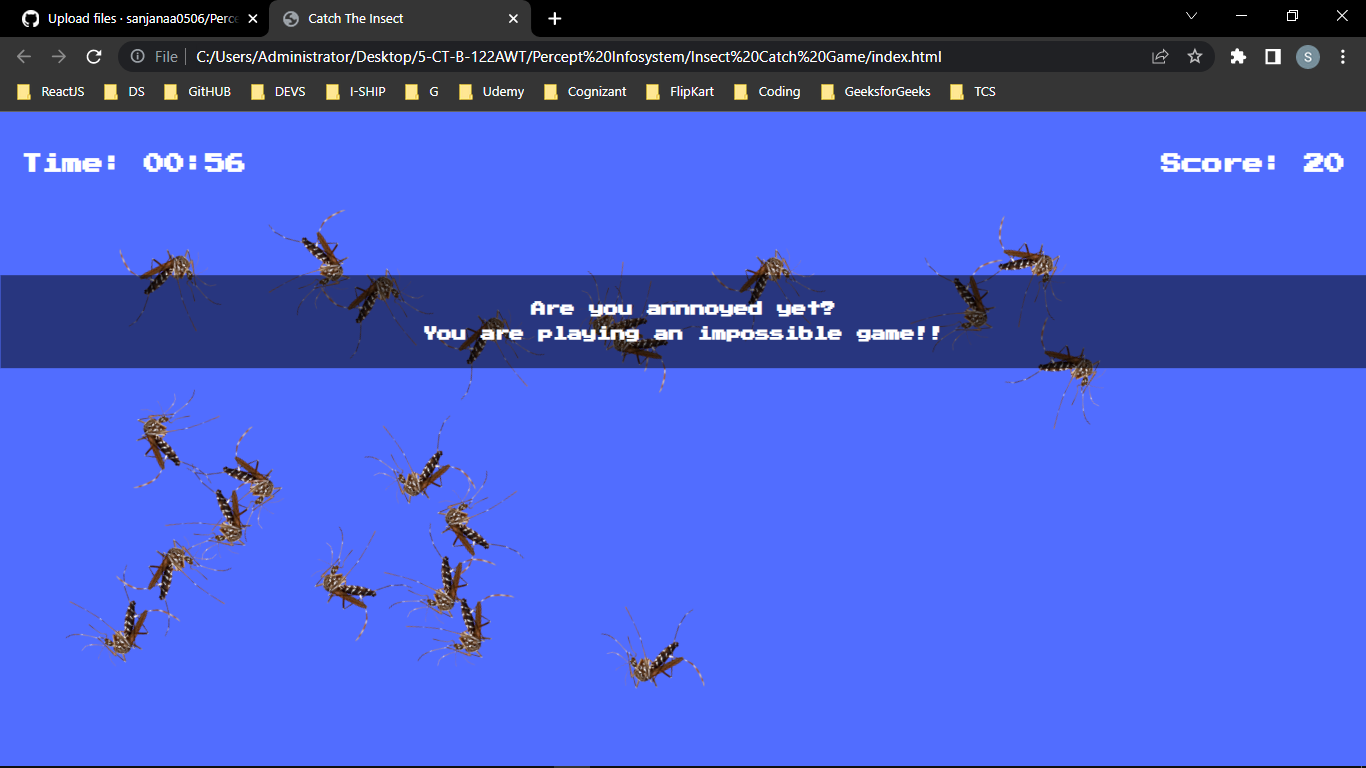 Upload files · sanjanaa0506/Perce
Catch The Insect
File
C:/Users/Administrator/Desktop/5-CT-B-122AWT/Percept%20Infosystem/Insect%20Catch%20Game/index.html
S
ReactJS DS GitHUB DEVS I-SHIP G Udemy Cognizant FlipKart Coding GeeksforGeeks TCS
Time: 00:56
Score: 20
Are you annnoyed yet?
You are playing an impossible game!!